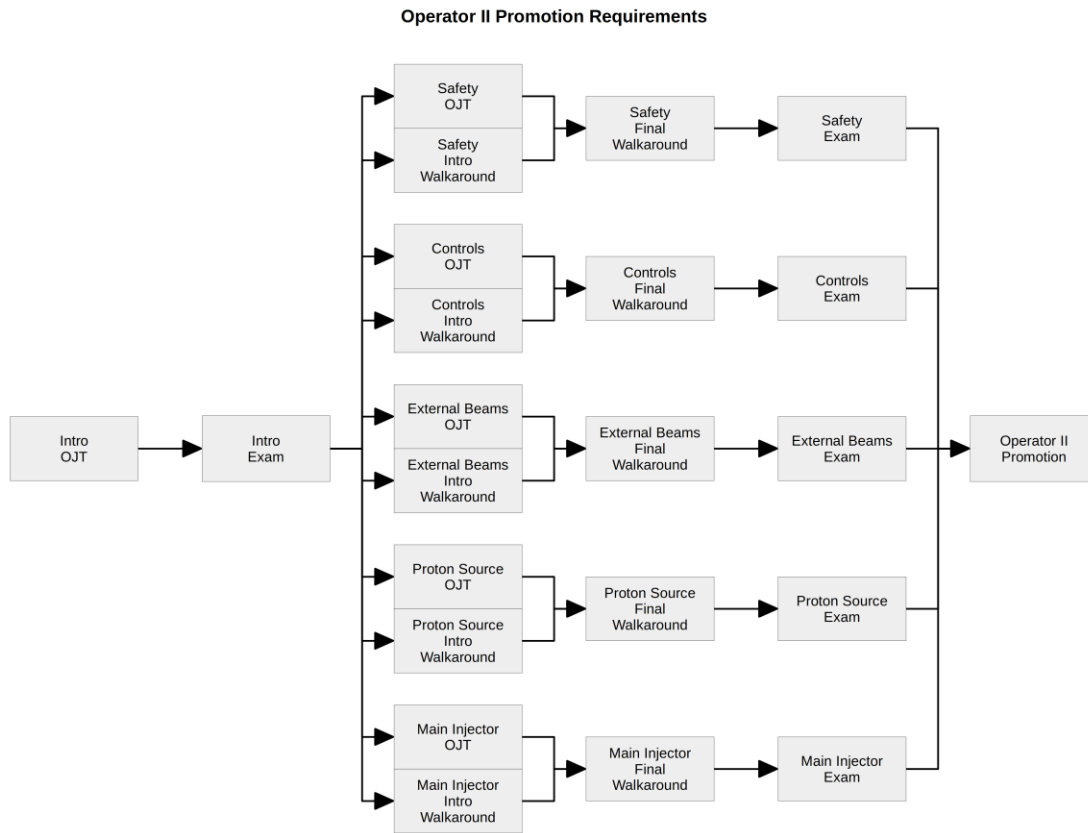 Operator II Promotion Requirements
Safety
OJT
Safety
Intro
Walkaround
Safety
Final
Walkaround
Safety
Exam
Controls
OJT
Controls
Intro
Walkaround
Controls
Final
Walkaround
Controls
Exam
Intro
OJT
Intro
Exam
External Beams
OJT
External Beams
Intro
Walkaround
External Beams
Final
Walkaround
External Beams
Exam
Operator II
Promotion
Proton Source
OJT
Proton Source
Intro
Walkaround
Proton Source
Final
Walkaround
Proton Source
Exam
Main Injector
OJT
Main Injector
Intro
Walkaround
Main Injector
Final
Walkaround
Main Injector
Exam